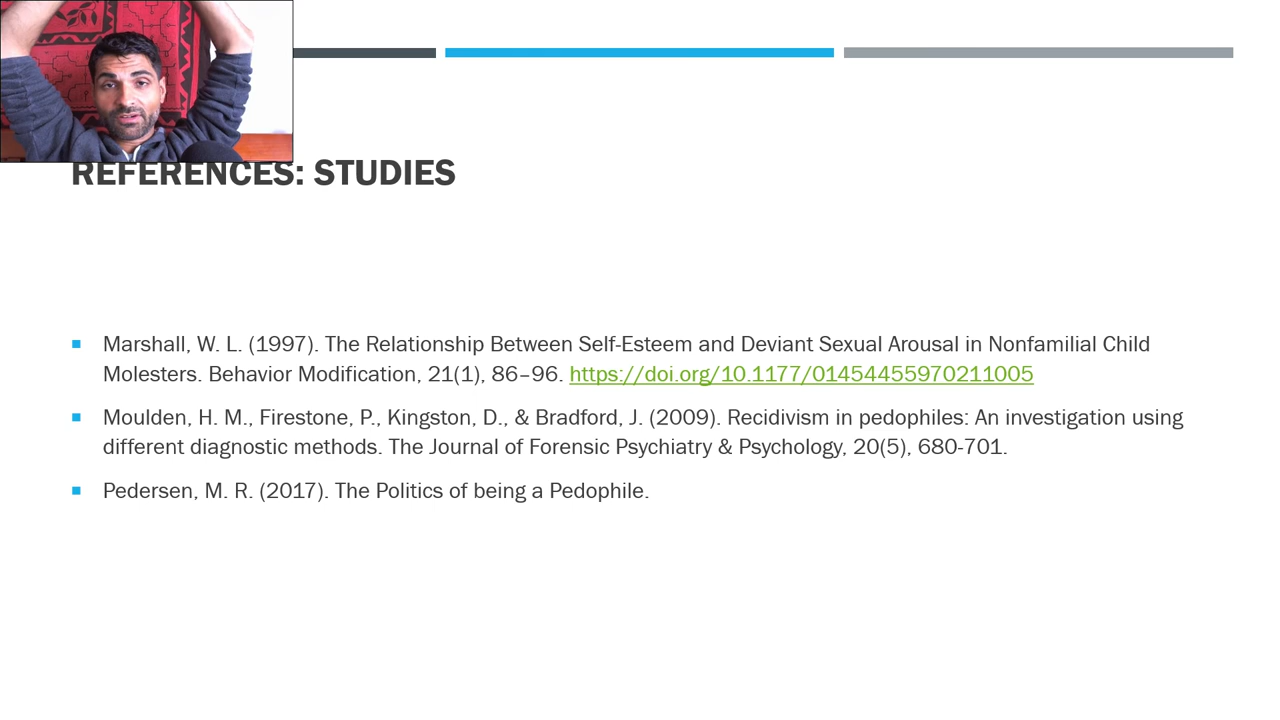 REFERENCES: STUDIES
Marshall, W. L. (1997). The Relationship Between Self-Esteem and Deviant Sexual Arousal in Nonfamilial Child
Molesters. Behavior Modification, 21(1), 86–96. https://doi.org/10.1177/01454455970211005
Moulden, H. M., Firestone, P., Kingston, D., & Bradford, J. (2009). Recidivism in pedophiles: An investigation using
different diagnostic methods. The Journal of Forensic Psychiatry & Psychology, 20(5), 680-701.
Pedersen, M. R. (2017). The Politics of being a Pedophile.